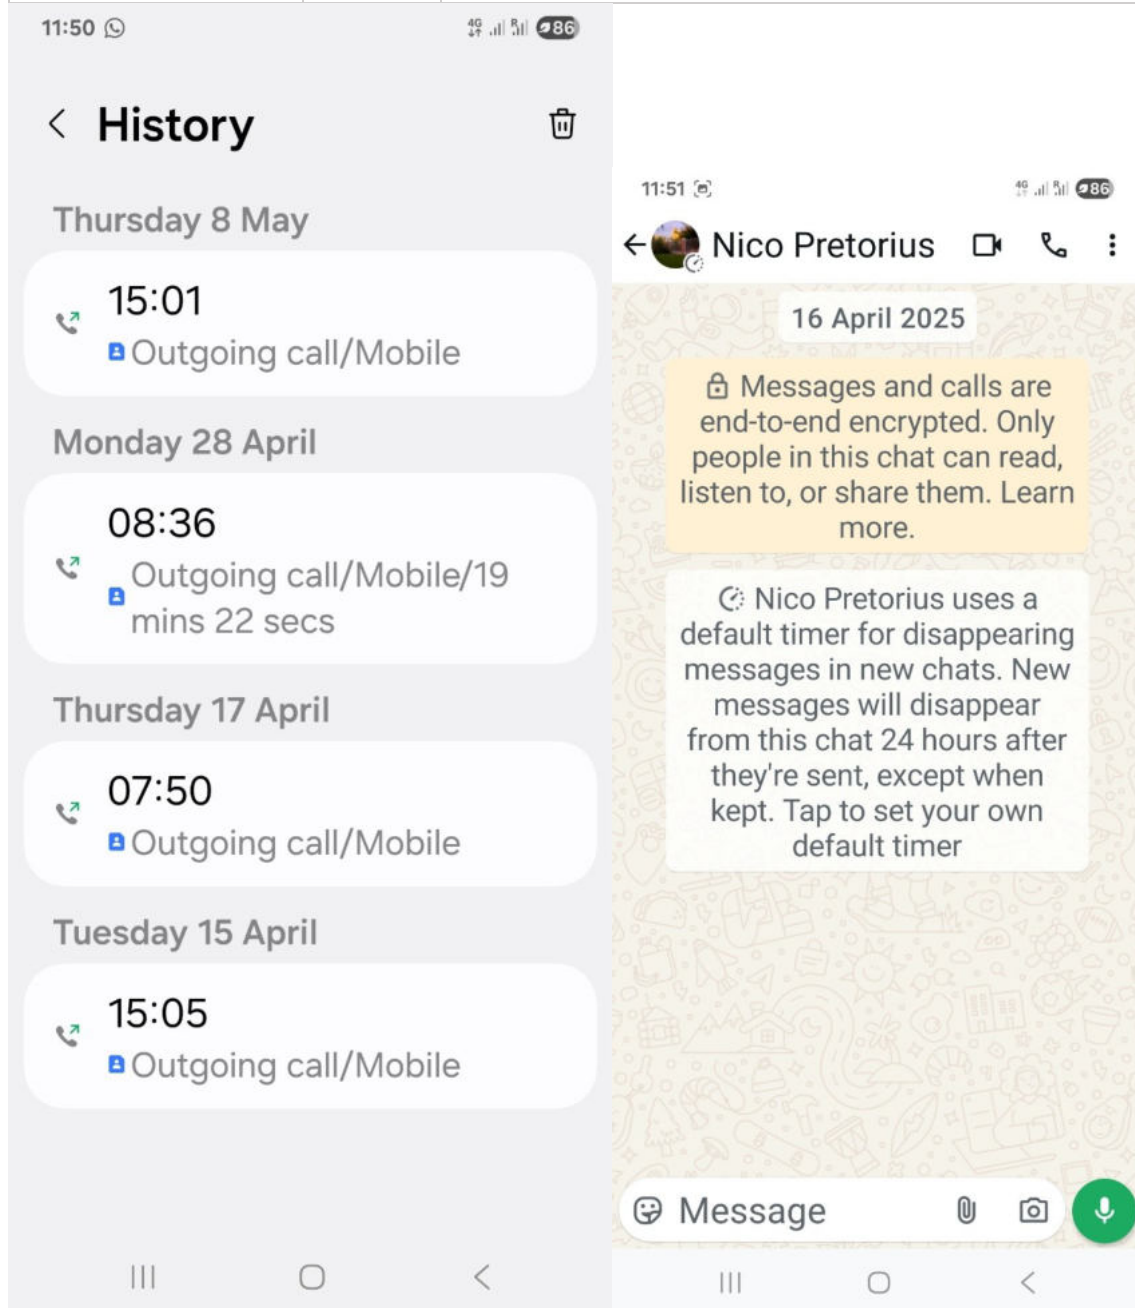 11:50
4G R 86
History
Thursday 8 May
15:01
Outgoing call/Mobile
Monday 28 April
08:36
Outgoing call/Mobile/19
mins 22 secs
Thursday 17 April
07:50
Outgoing call/Mobile
Tuesday 15 April
15:05
Outgoing call/Mobile
11:51
4G R 86
Nico Pretorius
16 April 2025
Messages and calls are
end-to-end encrypted. Only
people in this chat can read,
listen to, or share them. Learn
more.
Nico Pretorius uses a
default timer for disappearing
messages in new chats. New
messages will disappear
from this chat 24 hours after
they're sent, except when
kept. Tap to set your own
default timer
Message